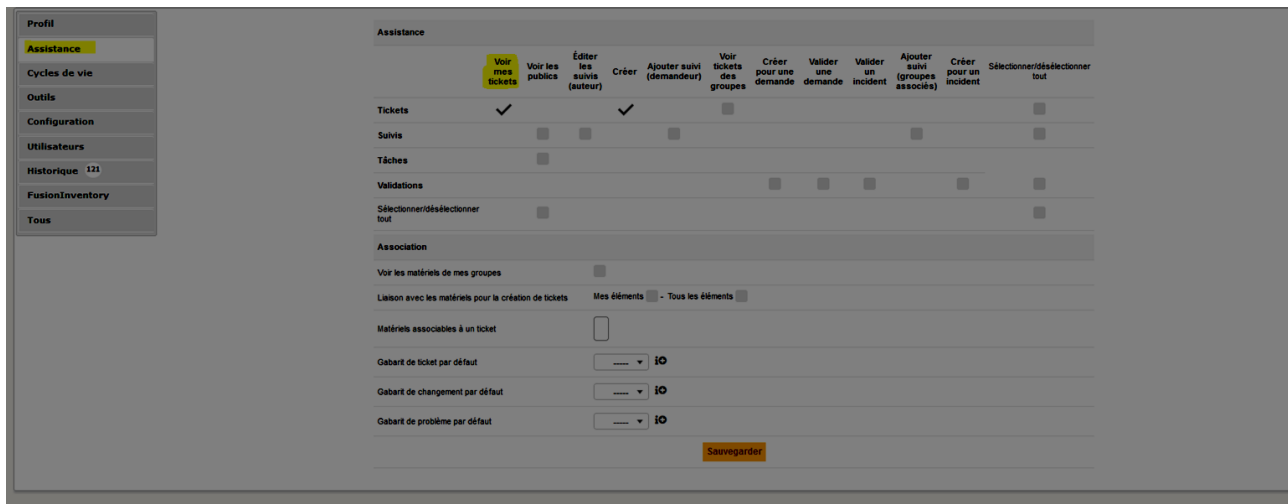 Profil
Assistance
Cycles de vie
Outils
Configuration
Utilisateurs
Historique 121
FusionInventory
Tous
Assistance
Voir mes tickets
Voir les publics
Éditer les suivis (auteur)
Créer
Ajouter suivi (demandeur)
Voir tickets des groupes
Créer pour une demande
Valider une demande
Valider un incident
Ajouter suivi (groupes associés)
Créer pour un incident
Sélectionner/désélectionner tout
Tickets
Suivis
Tâches
Validations
Sélectionner/désélectionner
tout
Association
Voir les matériels de mes groupes
Liaison avec les matériels pour la création de tickets Mes éléments - Tous les éléments
Matériels associables à un ticket
Gabarit de ticket par défaut -----
Gabarit de changement par défaut -----
Gabarit de problème par défaut -----
Sauvegarder